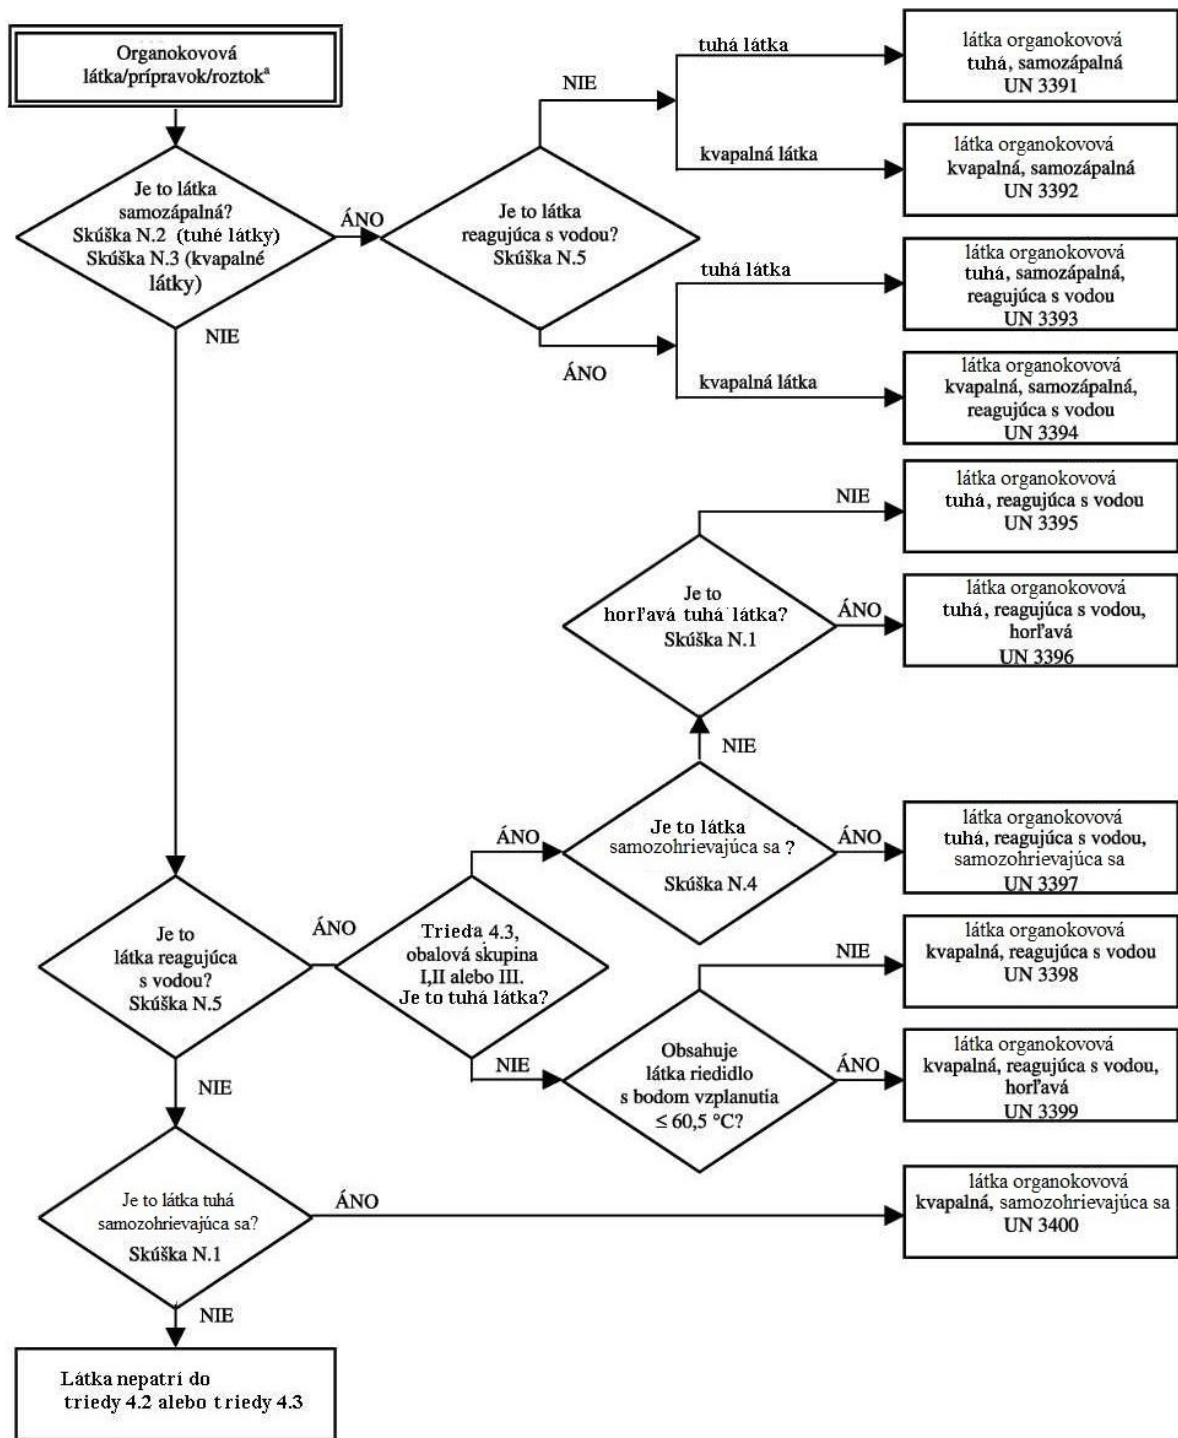 Organokovová
látka/prípravok/roztokª
Je to látka
samozápalná?
Skúška N.2 (tuhé látky)
Skúška N.3 (kvapalné
látky)
ÁNO
NIE
Je to látka
reagujúca s vodou?
Skúška N.5
NIE
tuhá látka
látka organokovová
tuhá, samozápalná
UN 3391
kvapalná látka
látka organokovová
kvapalná, samozápalná
UN 3392
ÁNO
tuhá látka
látka organokovová
tuhá, samozápalná,
reagujúca s vodou
UN 3393
kvapalná látka
látka organokovová
kvapalná, samozápalná,
reagujúca s vodou
UN 3394
NIE
látka organokovová
tuhá, reagujúca s vodou
UN 3395
Je to
horľavá tuhá látka?
Skúška N.1
ÁNO
látka organokovová
tuhá, reagujúca s vodou,
horľavá
UN 3396
NIE
Je to látka
samozohrievajúca sa ?
Skúška N.4
ÁNO
ÁNO
látka organokovová
tuhá, reagujúca s vodou,
samozohrievajúca sa
UN 3397
Je to
látka reagujúca
s vodou?
Skúška N.5
ÁNO
Trieda 4.3,
obalová skupina
I,II alebo III.
Je to tuhá látka?
NIE
látka organokovová
kvapalná, reagujúca s vodou
UN 3398
NIE
NIE
Obsahuje
látka riedidlo
s bodom vzplanutia
≤ 60,5 °C?
ÁNO
látka organokovová
kvapalná, reagujúca s vodou,
horľavá
UN 3399
Je to látka tuhá
samozohrievajúca sa?
Skúška N.1
ÁNO
látka organokovová
kvapalná, samozohrievajúca sa
UN 3400
NIE
Látka nepatrí do
triedy 4.2 alebo triedy 4.3